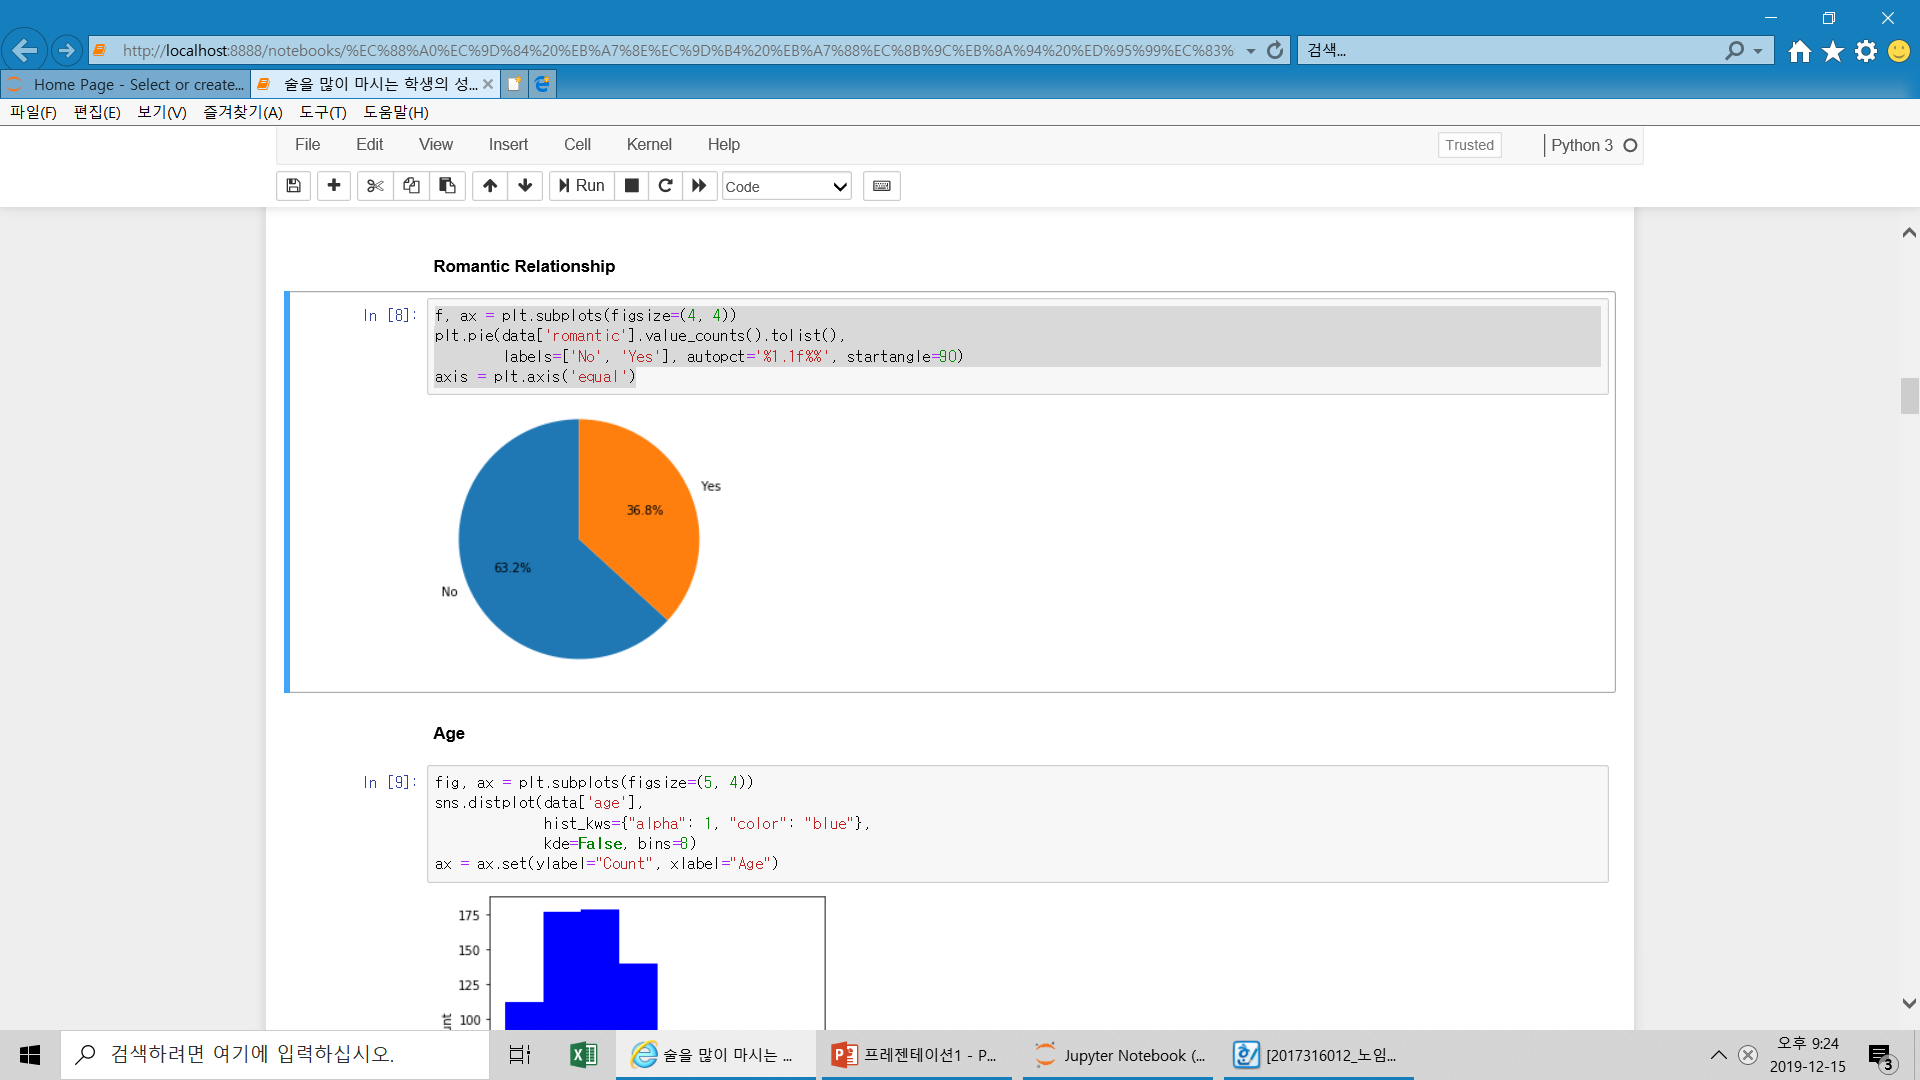 http://localhost:8888/notebooks/%EC%88%A0%EC%9D%84%20%EB%A7%8E%EC%9D%B4%20%EB%A7%88%EC%8B%9C%EB%8A%94%20%ED%95%99%EC%83%
검색...
Home Page - Select or create...
술을 많이 마시는 학생의 성...
파일(F) 편집(E) 보기(V) 즐겨찾기(A) 도구(T) 도움말(H)
File Edit View Insert Cell Kernel Help
Trusted
Python 3
Run
Code
Romantic Relationship
In [8]:
f, ax = plt.subplots(figsize=(4, 4))
plt.pie(data['romantic'].value_counts().tolist(),
labels=['No', 'Yes'], autopct='%1.1f%%', startangle=90)
axis = plt.axis('equal')
Yes
36.8%
63.2%
No
Age
In [9]:
fig, ax = plt.subplots(figsize=(5, 4))
sns.distplot(data['age'],
hist_kws={"alpha": 1, "color": "blue"},
kde=False, bins=8)
ax = ax.set(ylabel="Count", xlabel="Age")
175
150
125
100
검색하려면 여기에 입력하십시오.
술을 많이 마시는 ...
프레젠테이션1 - P...
Jupyter Notebook (...
[2017316012_노임...
오후 9:24
2019-12-15
3